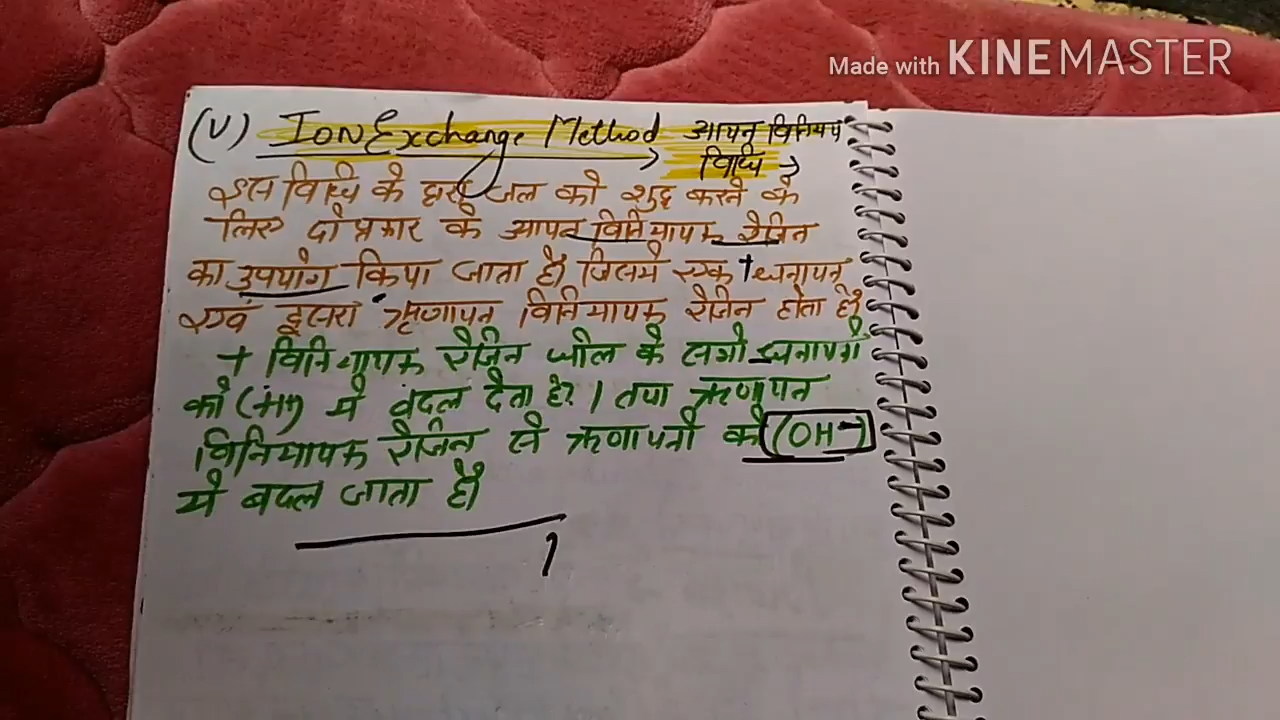 Made with KINEMASTER
(V) Ion Exchange Method आयन विनिमय
विधि →
इस विधि के द्वारा जल को शुद्ध करने के
लिए दो प्रकार के आयन विनिमायक रेजिन
का उपयोग किया जाता है। जिसमे एक + धनायन
एवं दूसरा ऋणायन विनिमायक रेजिन होता है।
+ विनिमायक रेजिन जल के सभी धनायनो
को (+H) मे बदल देता है। तथा ऋणायन
विनिमायक रेजिन से ऋणायनो को (OH-)
मे बदल जाता है।